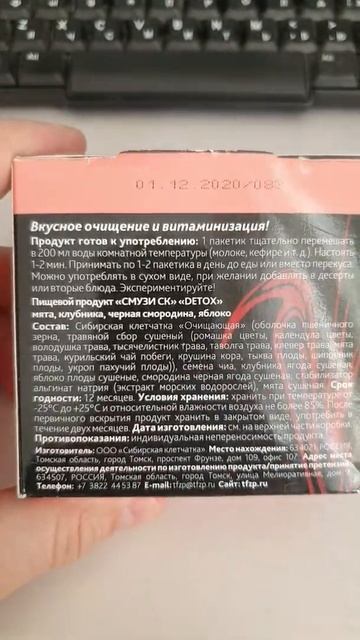 01.12.2020/083
Вкусное очищение и витаминизация!
Продукт готов к употреблению: 1 пакетик тщательно перемешать
в 200 мл воды комнатной температуры (молоке, кефире и т. д.) Настоять
1-2 мин. Принимать по 1-2 пакетика в день до еды или вместо перекуса.
Можно употреблять в сухом виде, при желании добавлять в десерты
или вторые блюда. Экспериментируйте!
Пищевой продукт «СМУЗИ СК» «DETOX»
мята, клубника, черная смородина, яблоко
Состав: Сибирская клетчатка «Очищающая» (оболочка пшеничного
зерна, травяной сбор сушеный (ромашка цветы, календула цветы,
володушка трава, тысячелистник трава, таволга трава, клевер трава, мята
трава, курильский чай побеги, крушина кора, тыква плоды, шиповник
плоды, укроп пахучий плоды)), семена чиа, клубника ягода сушеная,
яблоко плоды сушеные, смородина черная ягода сушеная, стабилизатор
альгинат натрия (экстракт морских водорослей), мята сушеная. Срок
годности: 12 месяцев. Условия хранения: хранить при температуре от
-25°С до +25°С и относительной влажности воздуха не более 85%. После
первичного вскрытия продукт хранить в закрытом виде, употребить в
течение двух месяцев. Дата изготовления: см. на верхней части коробки.
Противопоказания: индивидуальная непереносимость продукта.
Изготовитель: ООО «Сибирская клетчатка». Место нахождения: 634021, РОССИЯ,
Томская область, город Томск, проспект Фрунзе, дом 109, офис 107. Адрес места
осуществления деятельности по изготовлению продукта/принятие претензий:
634507, РОССИЯ, Томская область, город Томск, улица Мелиоративная, дом
Телефон: +7 3822 44 53 87 E-mail: tfzp@tfzp.ru Сайт: tfzp.ru